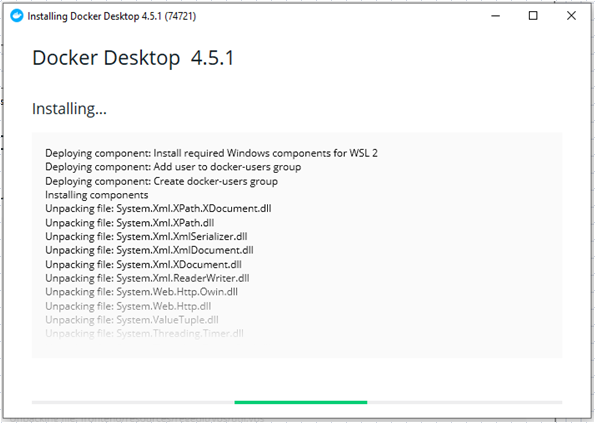 Installing Docker Desktop 4.5.1 (74721)
Docker Desktop 4.5.1
Installing...
Deploying component: Install required Windows components for WSL 2
Deploying component: Add user to docker-users group
Deploying component: Create docker-users group
Installing components
Unpacking file: System.Xml.XPath.XDocument.dll
Unpacking file: System.Xml.XPath.dll
Unpacking file: System.Xml.XmlSerializer.dll
Unpacking file: System.Xml.XmlDocument.dll
Unpacking file: System.Xml.XDocument.dll
Unpacking file: System.Xml.ReaderWriter.dll
Unpacking file: System.Web.Http.Owin.dll
Unpacking file: System.Web.Http.dll
Unpacking file: System.ValueTuple.dll
Unpacking file: System.Threading.Timer.dll